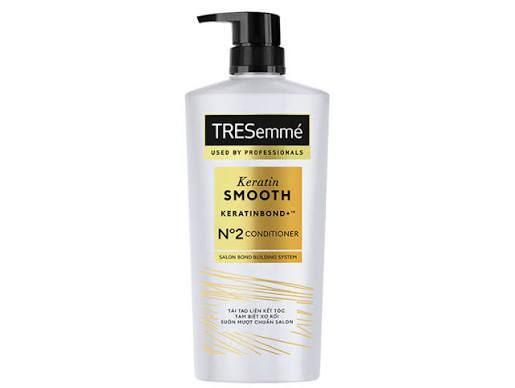 TRESemmé
USED BY PROFESSIONALS
Keratin
SMOOTH
KERATINBOND+™
Nº2 CONDITIONER
SALON BOND BUILDING SYSTEM
TÁI TẠO LIÊN KẾT TÓC
TẠM BIỆT XƠ RỐI
SUÔN MƯỢT CHUẨN SALON